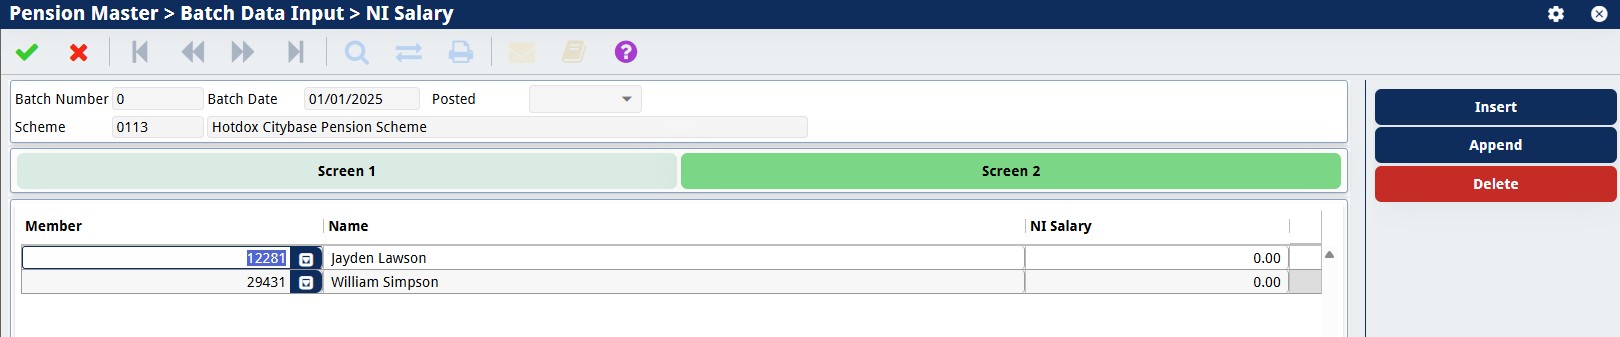 Pension Master > Batch Data Input > NI Salary
?
Batch Number 0 Batch Date 01/01/2025 Posted
Scheme 0113 Hotdox Citybase Pension Scheme
Insert
Append
Delete
Screen 1 Screen 2
Member Name NI Salary
12281 Jayden Lawson 0.00
29431 William Simpson 0.00